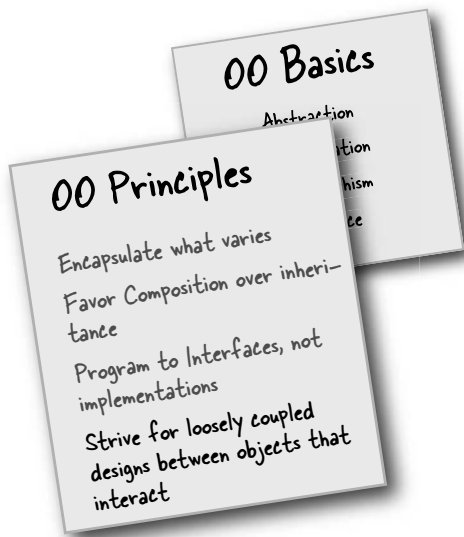 OO Basics
Abstraction
OO Principles
Encapsulate what varies
Favor Composition over inheri-
tance
Program to Interfaces, not
implementations
Strive for loosely coupled
designs between objects that
interact